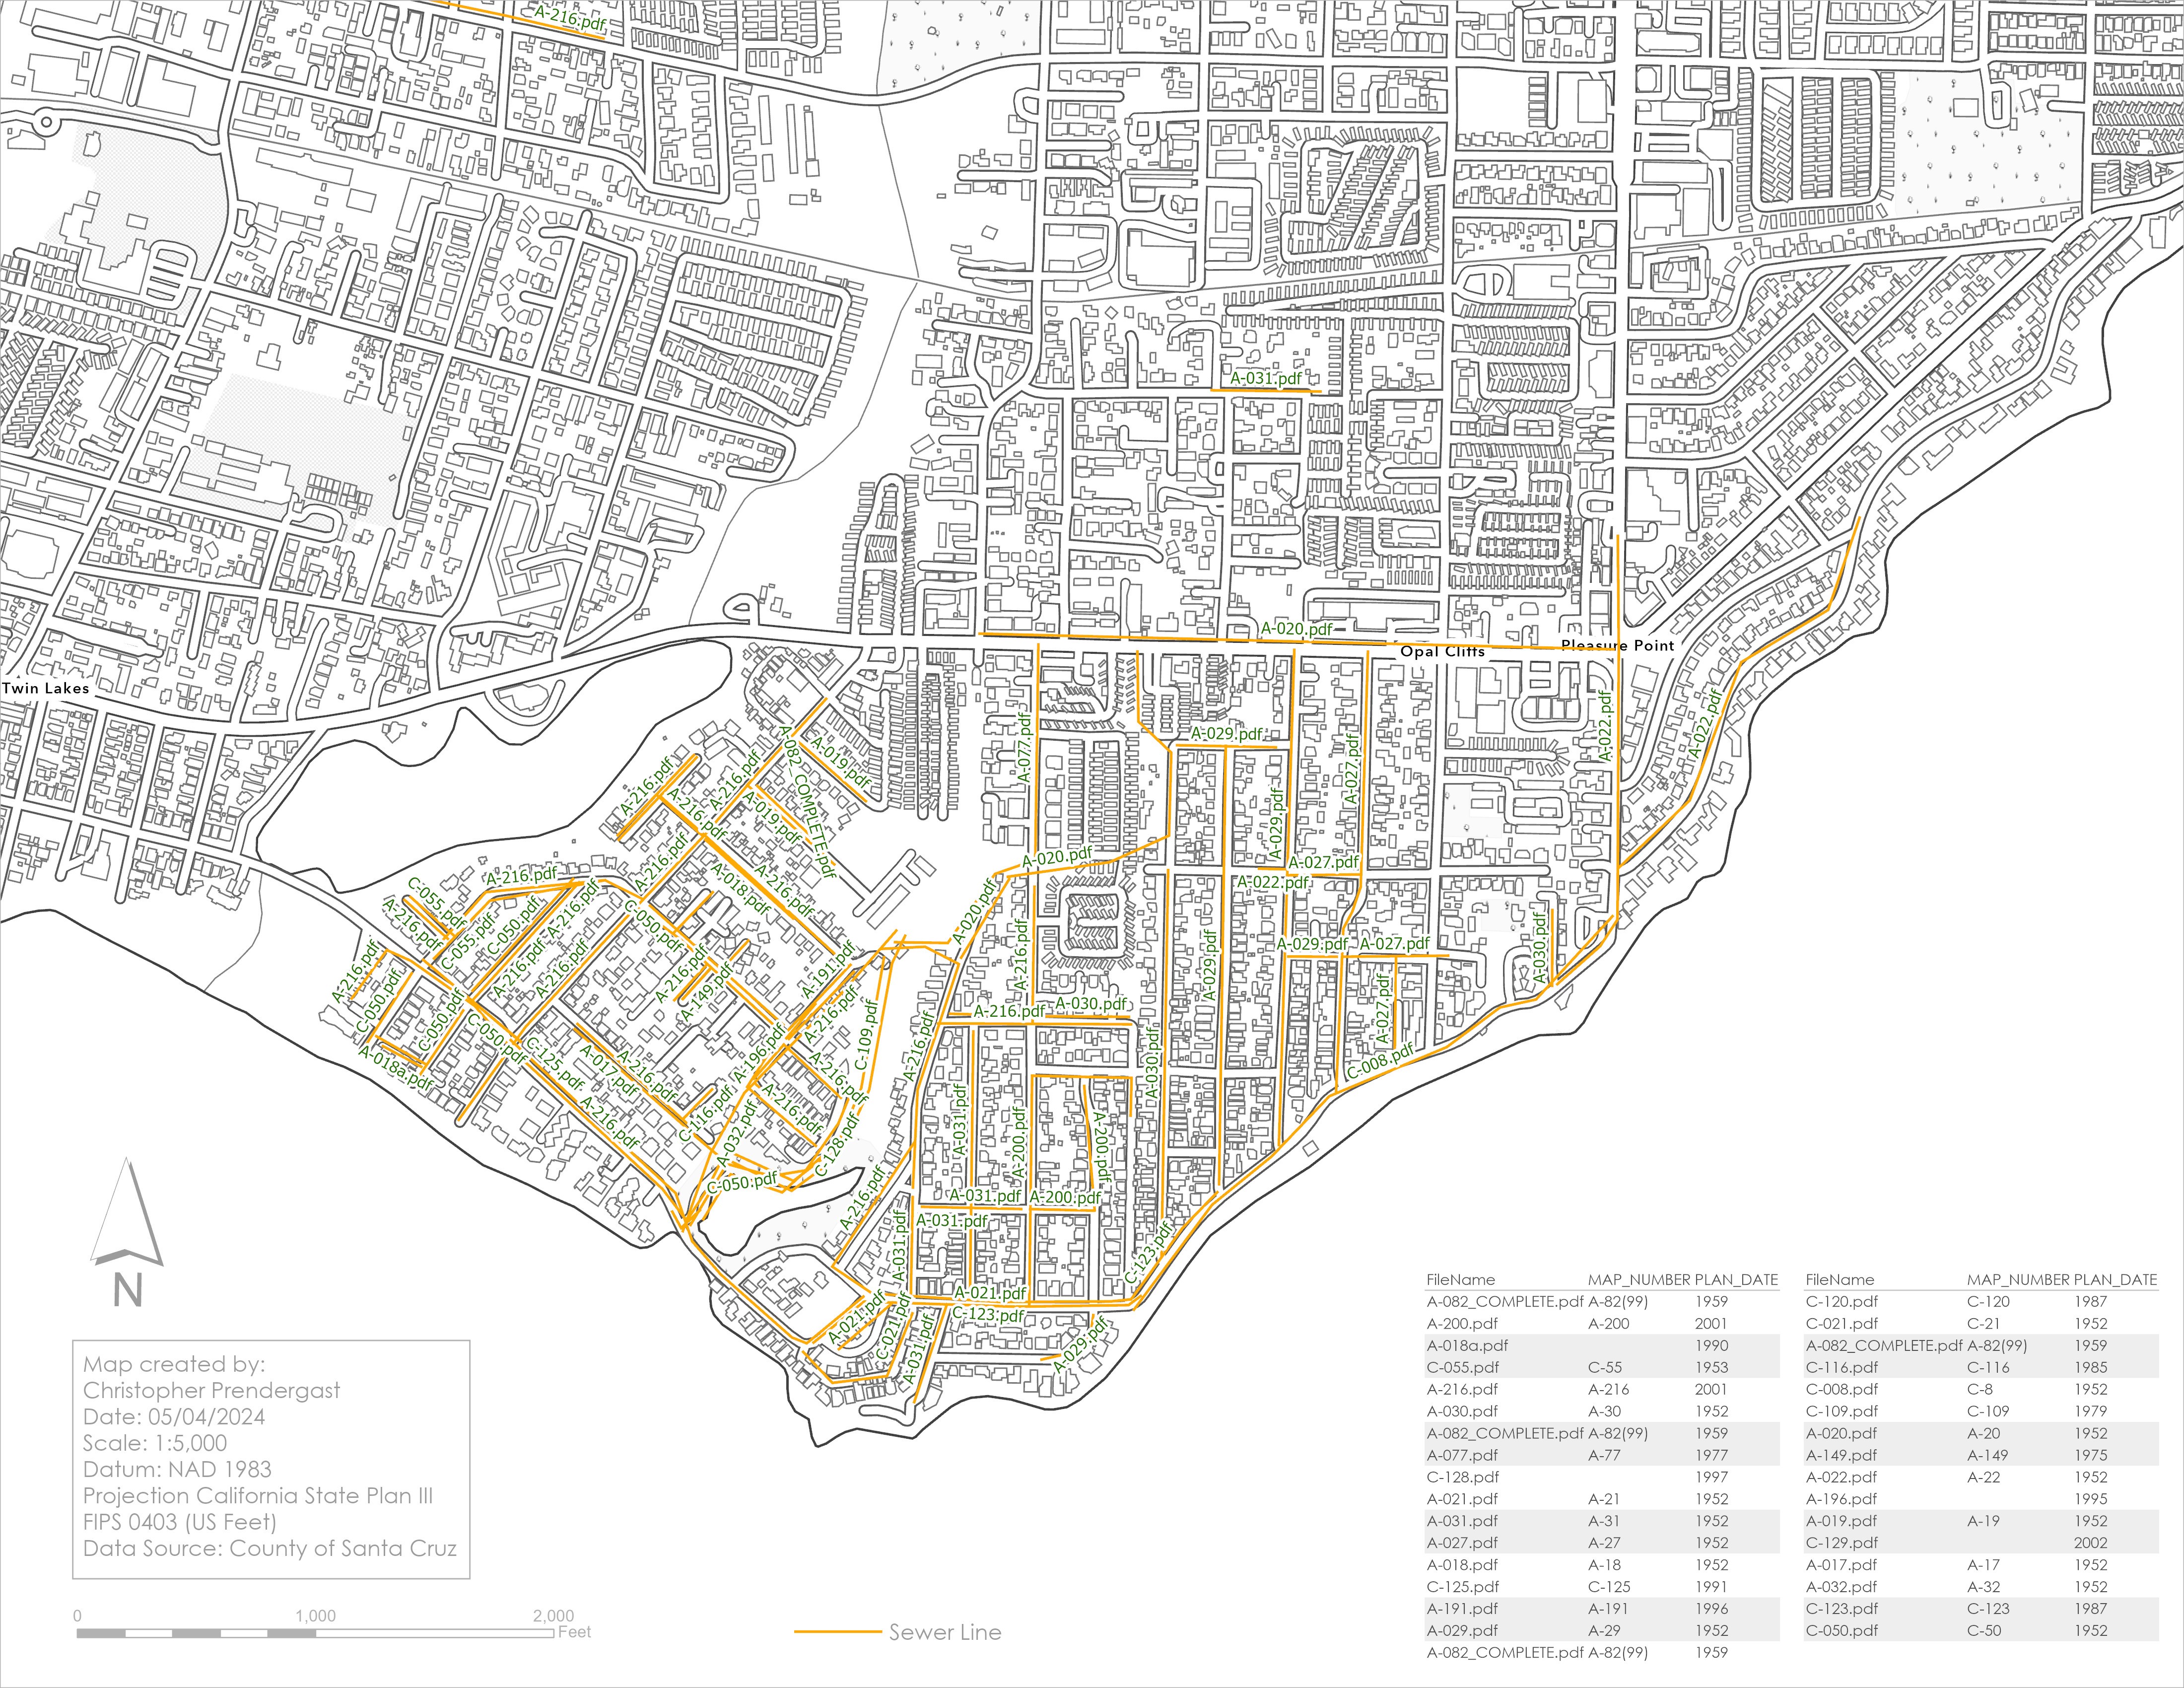 A-216.pdf
A-031.pdf
A-020.pdf
Opal Cliffs
Pleasure Point
Twin Lakes
A-022.pdf
A-022.pdf
A-077.pdf
A-029.pdf
A-027.pdf
A-029.pdf
A-082_COMPLETE.pdf
A-019.pdf
A-216.pdf
A-216.pdf
A-216.pdf
A-019.pdf
A-020.pdf
A-027.pdf
A-022.pdf
A-216.pdf
A-216.pdf
A-018.pdf
A-216.pdf
C-055.pdf
A-216.pdf
C-055.pdf
C-050.pdf
A-216.pdf
C-050.pdf
A-020.pdf
A-216.pdf
A-029.pdf
A-029.pdf
A-027.pdf
A-030.pdf
A-216.pdf
C-050.pdf
A-216.pdf
A-216.pdf
A-216.pdf
A-149.pdf
A-191.pdf
A-216.pdf
C-109.pdf
A-216.pdf
A-030.pdf
A-027.pdf
C-008.pdf
C-050.pdf
A-018a.pdf
C-050.pdf
C-125.pdf
A-017.pdf
A-216.pdf
A-216.pdf
C-116.pdf
A-196.pdf
A-216.pdf
A-216.pdf
A-032.pdf
C-128.pdf
C-050.pdf
A-216.pdf
A-216.pdf
A-031.pdf
A-030.pdf
A-200.pdf
A-200.pdf
A-031.pdf
A-200.pdf
A-031.pdf
A-031.pdf
C-123.pdf
A-021.pdf
C-123.pdf
A-021.pdf
C-021.pdf
A-031.pdf
A-029.pdf
N
Map created by:
Christopher Prendergast
Date: 05/04/2024
Scale: 1:5,000
Datum: NAD 1983
Projection California State Plan III
FIPS 0403 (US Feet)
Data Source: County of Santa Cruz
0 1,000 2,000
Feet
Sewer Line
FileName MAP_NUMBER PLAN_DATE
A-082_COMPLETE.pdf A-82(99) 1959
A-200.pdf A-200 2001
A-018a.pdf 1990
C-055.pdf C-55 1953
A-216.pdf A-216 2001
A-030.pdf A-30 1952
A-082_COMPLETE.pdf A-82(99) 1959
A-077.pdf A-77 1977
C-128.pdf 1997
A-021.pdf A-21 1952
A-031.pdf A-31 1952
A-027.pdf A-27 1952
A-018.pdf A-18 1952
C-125.pdf C-125 1991
A-191.pdf A-191 1996
A-029.pdf A-29 1952
A-082_COMPLETE.pdf A-82(99) 1959
FileName MAP_NUMBER PLAN_DATE
C-120.pdf C-120 1987
C-021.pdf C-21 1952
A-082_COMPLETE.pdf A-82(99) 1959
C-116.pdf C-116 1985
C-008.pdf C-8 1952
C-109.pdf C-109 1979
A-020.pdf A-20 1952
A-149.pdf A-149 1975
A-022.pdf A-22 1952
A-196.pdf 1995
A-019.pdf A-19 1952
C-129.pdf 2002
A-017.pdf A-17 1952
A-032.pdf A-32 1952
C-123.pdf C-123 1987
C-050.pdf C-50 1952